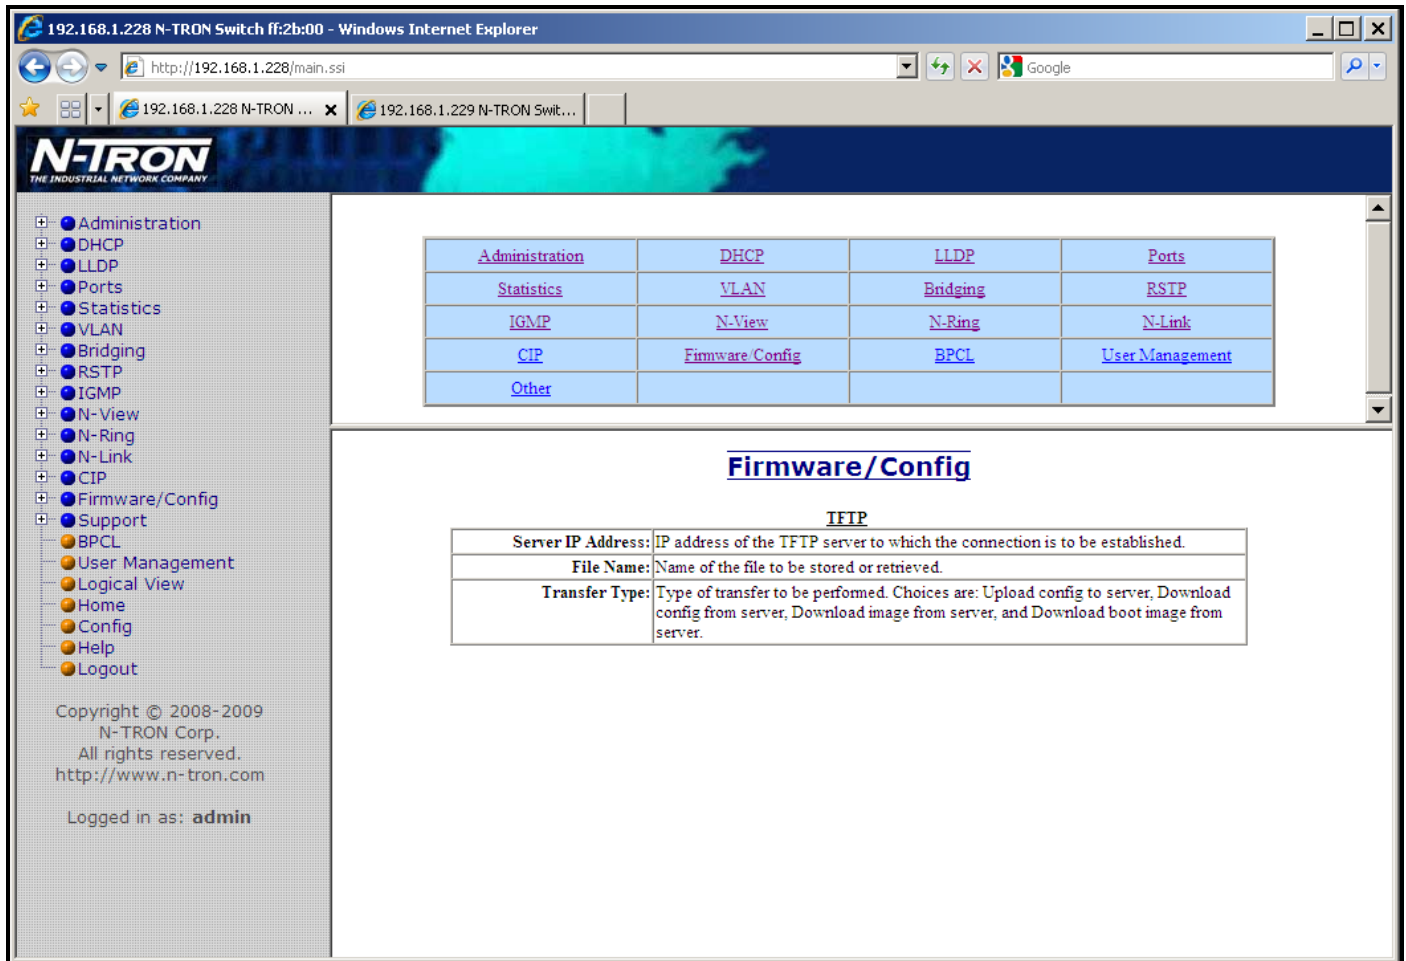 192.168.1.228 N-TRON Switch ff:2b:00 - Windows Internet Explorer
http://192.168.1.228/main.ssi
Google
192.168.1.228 N-TRON ...
192.168.1.229 N-TRON Swit...
N-TRON
THE INDUSTRIAL NETWORK COMPANY
Administration
DHCP
LLDP
Ports
Statistics
VLAN
Bridging
RSTP
IGMP
N-View
N-Ring
N-Link
CIP
Firmware/Config
Support
BPCL
User Management
Logical View
Home
Config
Help
Logout
Copyright © 2008-2009
N-TRON Corp.
All rights reserved.
http://www.n-tron.com
Logged in as: admin
Administration DHCP LLDP Ports
Statistics VLAN Bridging RSTP
IGMP N-View N-Ring N-Link
CIP Firmware/Config BPCL User Management
Other
Firmware/Config
TFTP
Server IP Address: IP address of the TFTP server to which the connection is to be established.
File Name: Name of the file to be stored or retrieved.
Transfer Type: Type of transfer to be performed. Choices are: Upload config to server, Download
config from server, Download image from server, and Download boot image from
server.